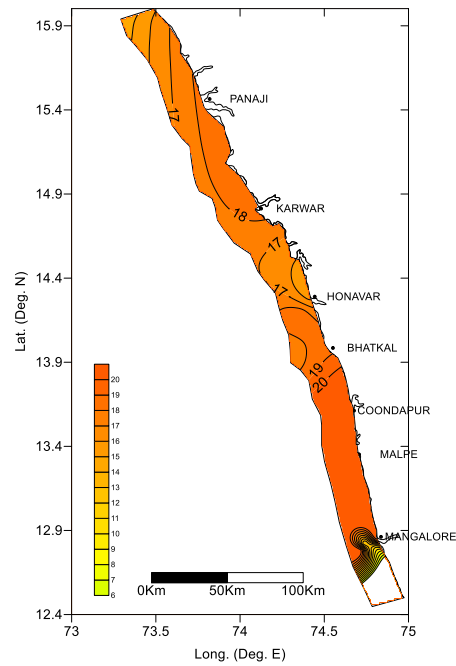 15.9
15.4
14.9
14.4
13.9
13.4
12.9
12.4
Lat. (Deg. N)
17
PANAJI
18
KARWAR
17
17
HONAVAR
BHATKAL
19
20
COONDAPUR
MALPE
MANGALORE
20
19
18
17
16
15
14
13
12
11
10
9
8
7
6
0Km 50Km 100Km
73 73.5 74 74.5 75
Long. (Deg. E)